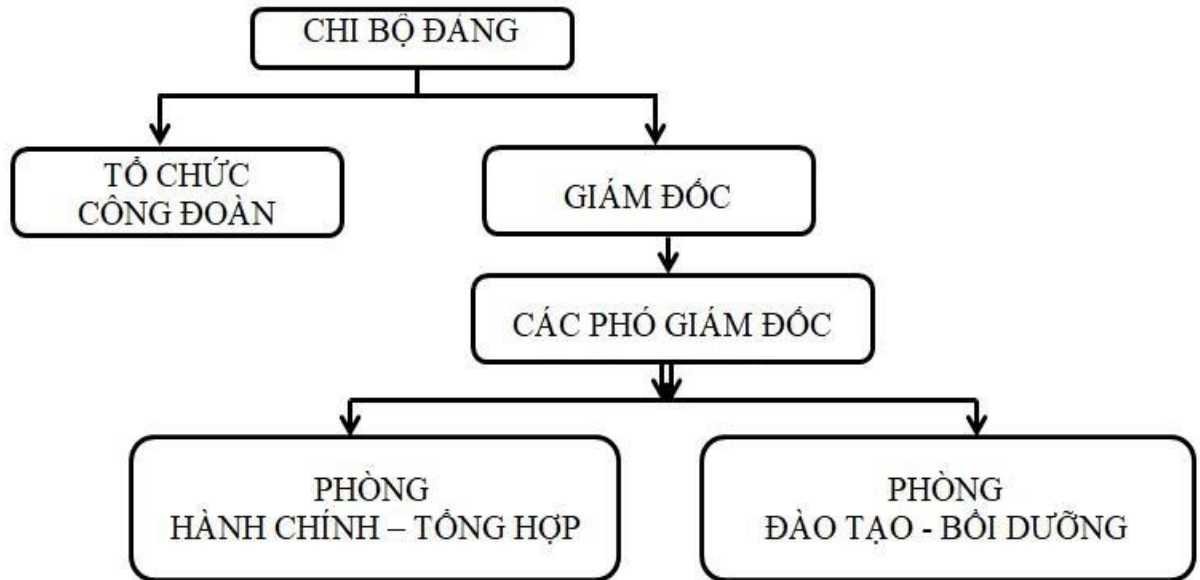 CHI BỘ ĐẢNG
TỔ CHỨC
CÔNG ĐOÀN
GIÁM ĐỐC
CÁC PHÓ GIÁM ĐỐC
PHÒNG
HÀNH CHÍNH – TỔNG HỢP
PHÒNG
ĐÀO TẠO - BỒI DƯỠNG